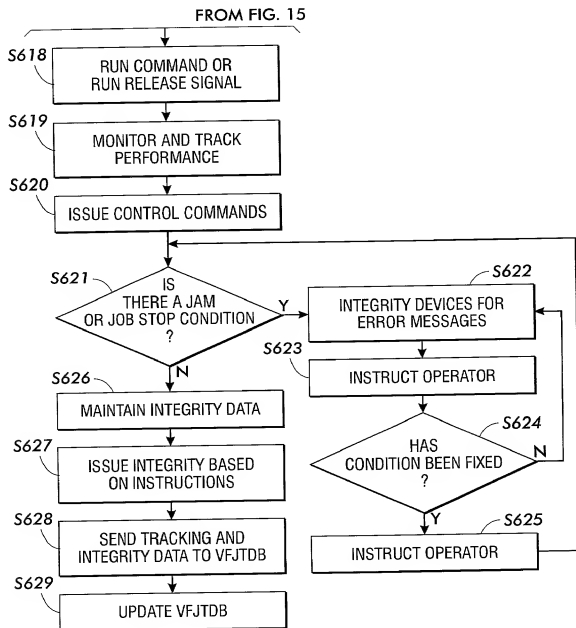 FROM FIG. 15
S618
RUN COMMAND OR
RUN RELEASE SIGNAL
S619
MONITOR AND TRACK
PERFORMANCE
S620
ISSUE CONTROL COMMANDS
S621
IS
THERE A JAM
OR JOB STOP CONDITION
?
Y
N
S622
INTEGRITY DEVICES FOR
ERROR MESSAGES
S623
INSTRUCT OPERATOR
S624
HAS
CONDITION BEEN FIXED
?
N
Y
S625
INSTRUCT OPERATOR
S626
MAINTAIN INTEGRITY DATA
S627
ISSUE INTEGRITY BASED
ON INSTRUCTIONS
S628
SEND TRACKING AND
INTEGRITY DATA TO VFJTDB
S629
UPDATE VFJTDB